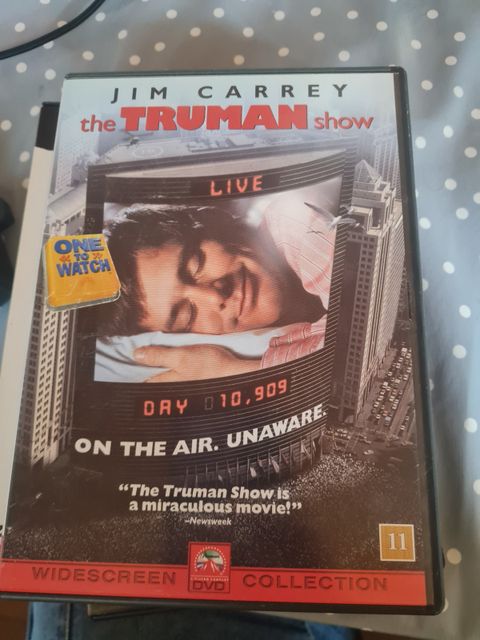 JIM CARREY
the TRUMAN show
LIVE
ONE
TO
WATCH
DAY 10,909
ON THE AIR. UNAWARE.
“The Truman Show is
a miraculous movie!”
–Newsweek
11
WIDESCREEN DVD COLLECTION